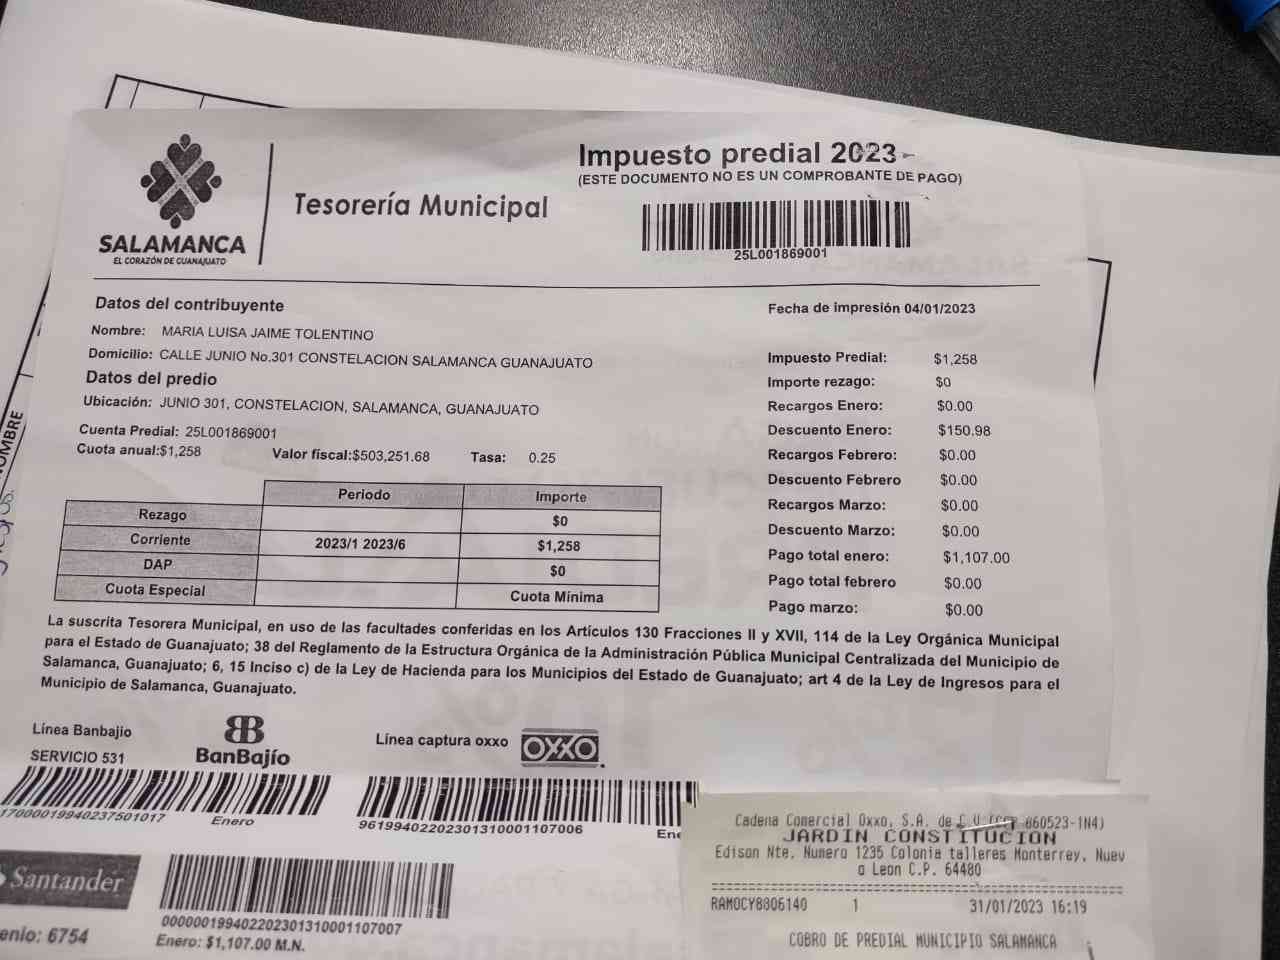 Impuesto predial 2023
(ESTE DOCUMENTO NO ES UN COMPROBANTE DE PAGO)
Tesorería Municipal
SALAMANCA
EL CORAZÓN DE GUANAJUATO
25L001869001
Datos del contribuyente
Fecha de impresión 04/01/2023
Nombre: MARIA LUISA JAIME TOLENTINO
Domicilio: CALLE JUNIO No.301 CONSTELACION SALAMANCA GUANAJUATO
Datos del predio
Ubicación: JUNIO 301, CONSTELACION, SALAMANCA, GUANAJUATO
Cuenta Predial: 25L001869001
Cuota anual:$1,258 Valor fiscal:$503,251.68 Tasa: 0.25
Impuesto Predial: $1,258
Importe rezago: $0
Recargos Enero: $0.00
Descuento Enero: $150.98
Recargos Febrero: $0.00
Descuento Febrero $0.00
Recargos Marzo: $0.00
Descuento Marzo: $0.00
Pago total enero: $1,107.00
Pago total febrero $0.00
Pago marzo: $0.00
Periodo Importe
Rezago $0
Corriente 2023/1 2023/6 $1,258
DAP $0
Cuota Especial Cuota Mínima
La suscrita Tesorera Municipal, en uso de las facultades conferidas en los Artículos 130 Fracciones II y XVII, 114 de la Ley Orgánica Municipal
para el Estado de Guanajuato; 38 del Reglamento de la Estructura Orgánica de la Administración Pública Municipal Centralizada del Municipio de
Salamanca, Guanajuato; 6, 15 Inciso c) de la Ley de Hacienda para los Municipios del Estado de Guanajuato; art 4 de la Ley de Ingresos para el
Municipio de Salamanca, Guanajuato.
Línea Banbajio
SERVICIO 531
BanBajío
Línea captura oxxo
OXXO
170000199402375 01017
Enero
961994022023013100011 07006
Ene
Santander
enio: 6754
00000019940220230131000110 7007
Enero: $1,107.00 M.N.
Cadena Comercial Oxxo, S.A. de C.V.
860523-1N4)
JARDIN CONSTITUCION
Edison Nte. Numero 1235 Colonia talleres Monterrey, Nuev
o Leon C.P. 64480
RAMOCY8806140 1 31/01/2023 16:19
COBRO DE PREDIAL MUNICIPIO SALAMANCA